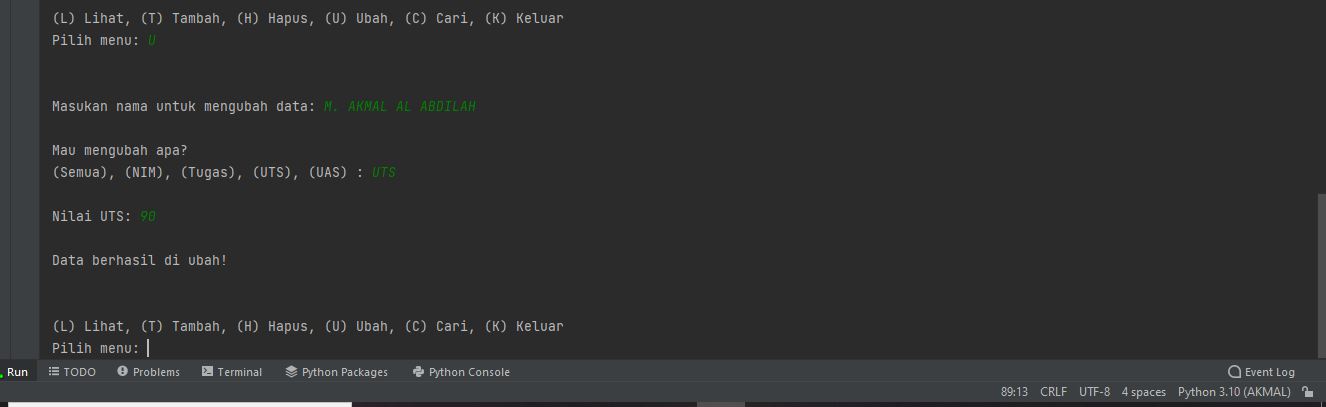 (L) Lihat, (T) Tambah, (H) Hapus, (U) Ubah, (C) Cari, (K) Keluar
Pilih menu: U
Masukan nama untuk mengubah data: M. AKMAL AL ABDILAH
Mau mengubah apa?
(Semua), (NIM), (Tugas), (UTS), (UAS) : UTS
Nilai UTS: 90
Data berhasil di ubah!
(L) Lihat, (T) Tambah, (H) Hapus, (U) Ubah, (C) Cari, (K) Keluar
Pilih menu:
Run TODO Problems Terminal Python Packages Python Console Event Log
89:13 CRLF UTF-8 4 spaces Python 3.10 (AKMAL)